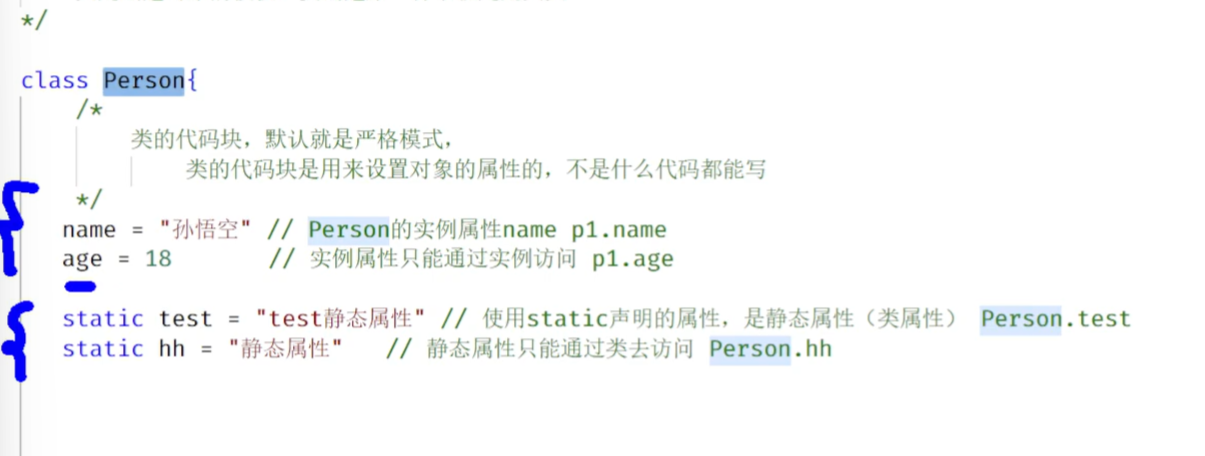 */
class Person{
/*
类的代码块，默认就是严格模式，
类的代码块是用来设置对象的属性的，不是什么代码都能写
*/
name = "孙悟空" // Person的实例属性name p1.name
age = 18 // 实例属性只能通过实例访问 p1.age
static test = "test静态属性" // 使用static声明的属性，是静态属性（类属性） Person.test
static hh = "静态属性" // 静态属性只能通过类去访问 Person.hh